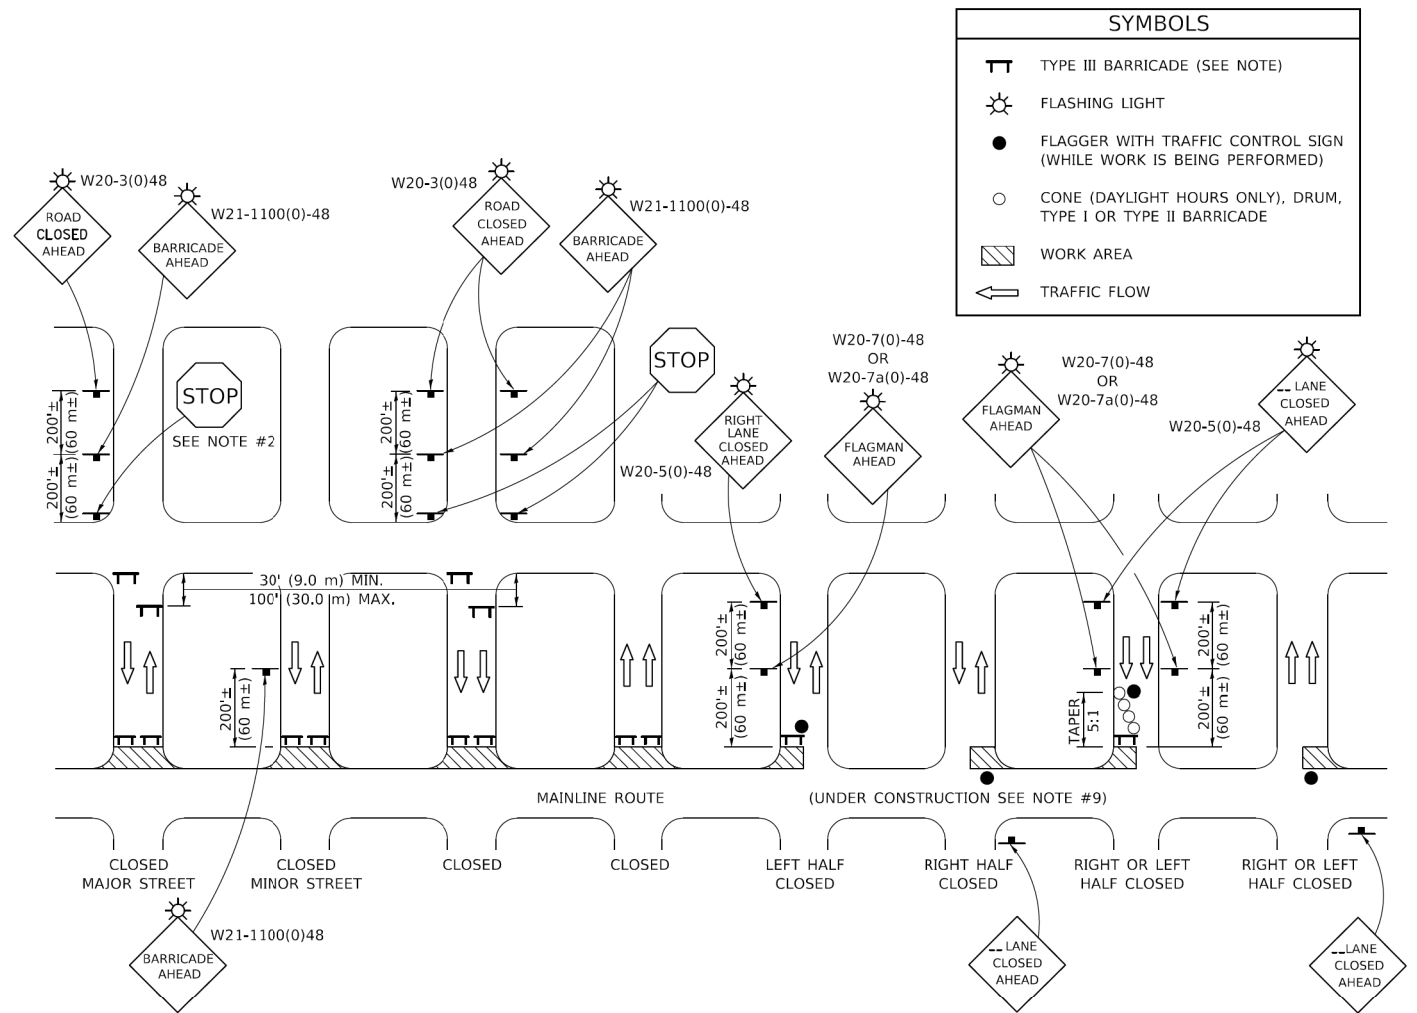 SYMBOLS
TYPE III BARRICADE (SEE NOTE)
FLASHING LIGHT
FLAGGER WITH TRAFFIC CONTROL SIGN
(WHILE WORK IS BEING PERFORMED)
CONE (DAYLIGHT HOURS ONLY), DRUM,
TYPE I OR TYPE II BARRICADE
WORK AREA
TRAFFIC FLOW
W20-3(0)48
ROAD
CLOSED
AHEAD
W21-1100(0)-48
BARRICADE
AHEAD
W20-3(0)48
ROAD
CLOSED
AHEAD
W21-1100(0)-48
BARRICADE
AHEAD
STOP
SEE NOTE #2
STOP
W20-7(0)-48
OR
W20-7a(0)-48
RIGHT
LANE
CLOSED
AHEAD
W20-5(0)-48
FLAGMAN
AHEAD
FLAGMAN
AHEAD
W20-7(0)-48
OR
W20-7a(0)-48
W20-5(0)-48
-- LANE
CLOSED
AHEAD
200'±
(60 m±)
200'±
(60 m±)
200'±
(60 m±)
200'±
(60 m±)
30' (9.0 m) MIN.
100' (30.0 m) MAX.
200'±
(60 m±)
200'±
(60 m±)
200'±
(60 m±)
TAPER
5:1
200'±
(60 m±)
200'±
(60 m±)
MAINLINE ROUTE
(UNDER CONSTRUCTION SEE NOTE #9)
CLOSED
MAJOR STREET
CLOSED
MINOR STREET
CLOSED
CLOSED
LEFT HALF
CLOSED
RIGHT HALF
CLOSED
RIGHT OR LEFT
HALF CLOSED
RIGHT OR LEFT
HALF CLOSED
W21-1100(0)48
BARRICADE
AHEAD
--LANE
CLOSED
AHEAD
--LANE
CLOSED
AHEAD